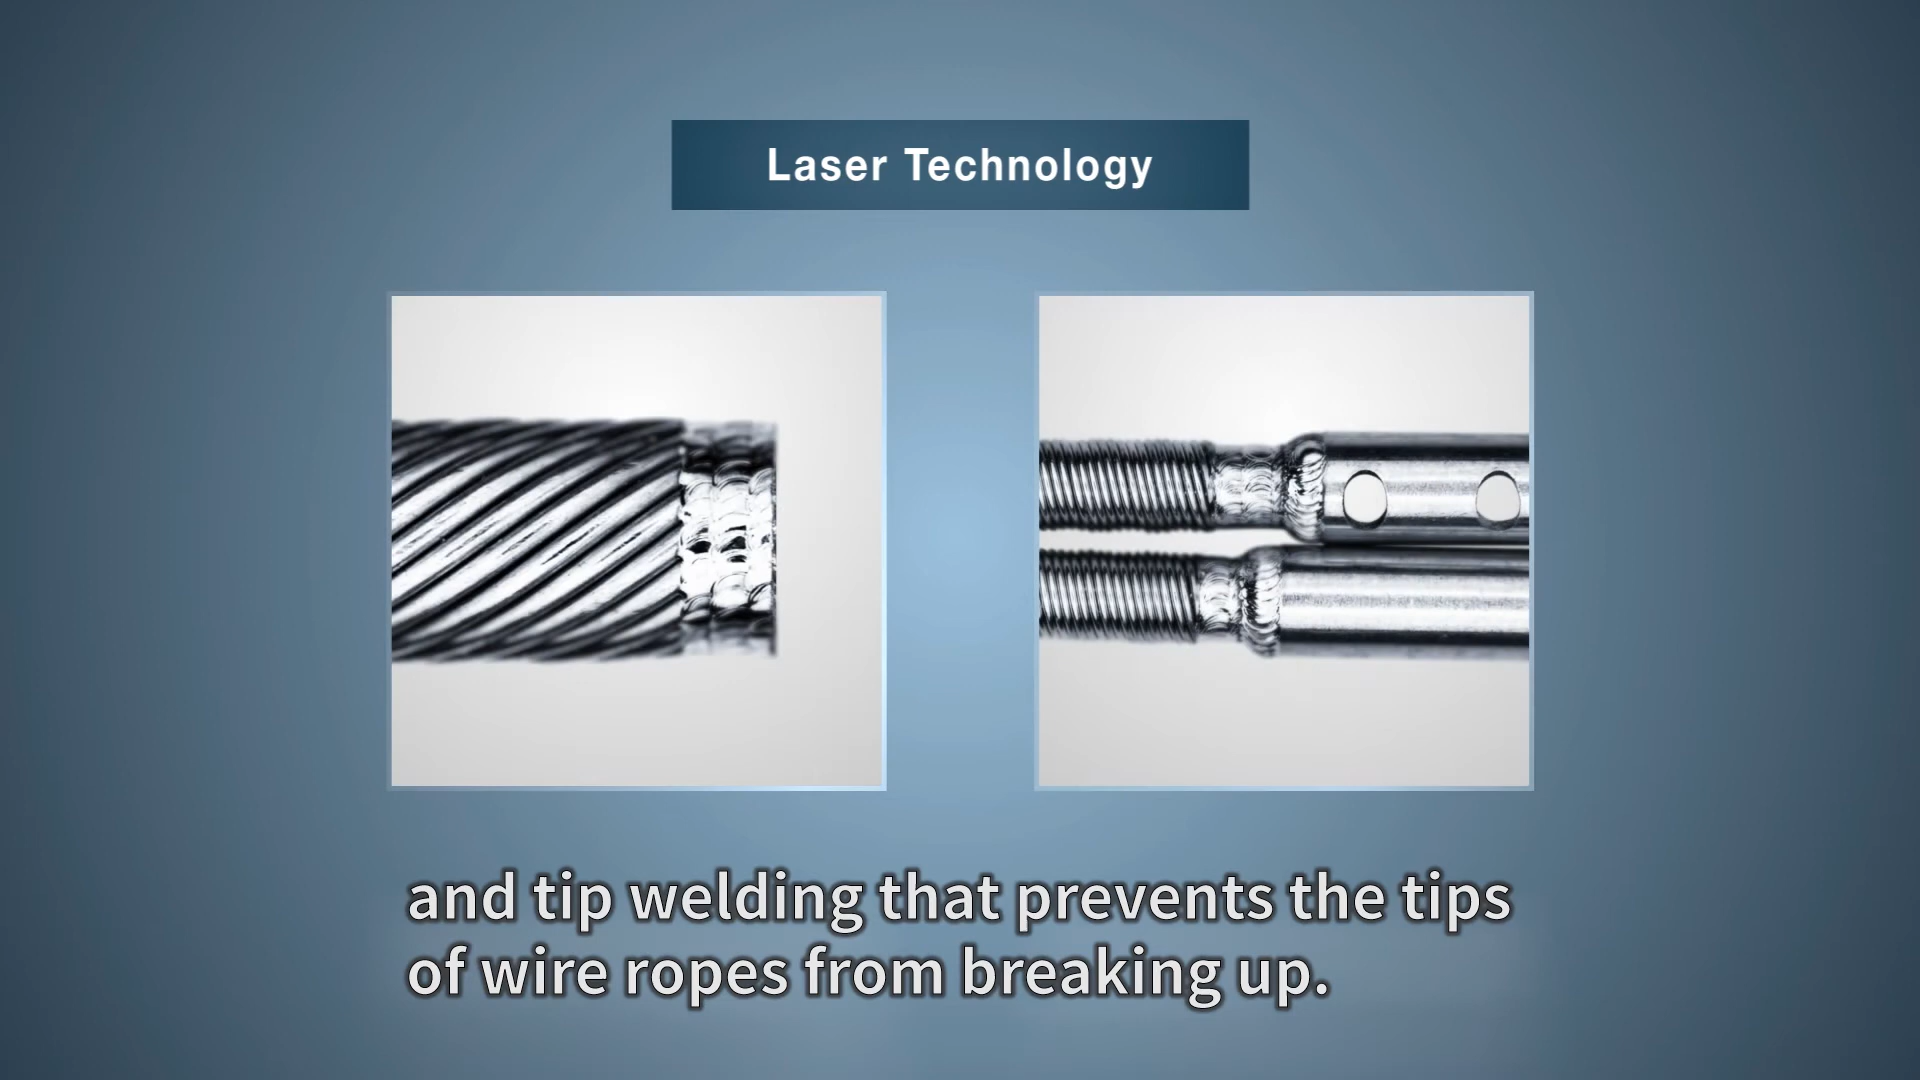 Laser Technology
and tip welding that prevents the tips
of wire ropes from breaking up.